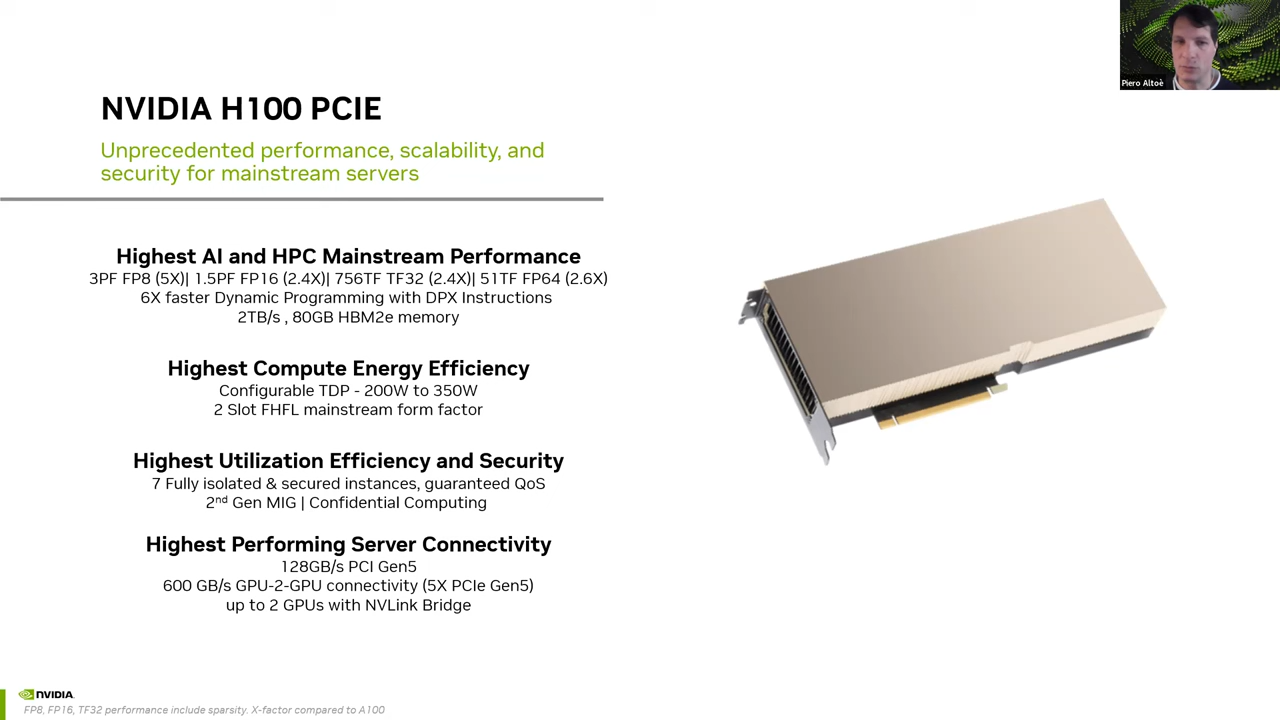 Piero Altoè
NVIDIA H100 PCIE
Unprecedented performance, scalability, and
security for mainstream servers
Highest AI and HPC Mainstream Performance
3PF FP8 (5X)| 1.5PF FP16 (2.4X)| 756TF TF32 (2.4X)| 51TF FP64 (2.6X)
6X faster Dynamic Programming with DPX Instructions
2TB/s , 80GB HBM2e memory
Highest Compute Energy Efficiency
Configurable TDP - 200W to 350W
2 Slot FHFL mainstream form factor
Highest Utilization Efficiency and Security
7 Fully isolated & secured instances, guaranteed QoS
2nd Gen MIG | Confidential Computing
Highest Performing Server Connectivity
128GB/s PCI Gen5
600 GB/s GPU-2-GPU connectivity (5X PCIe Gen5)
up to 2 GPUs with NVLink Bridge
NVIDIA.
FP8, FP16, TF32 performance include sparsity. X-factor compared to A100